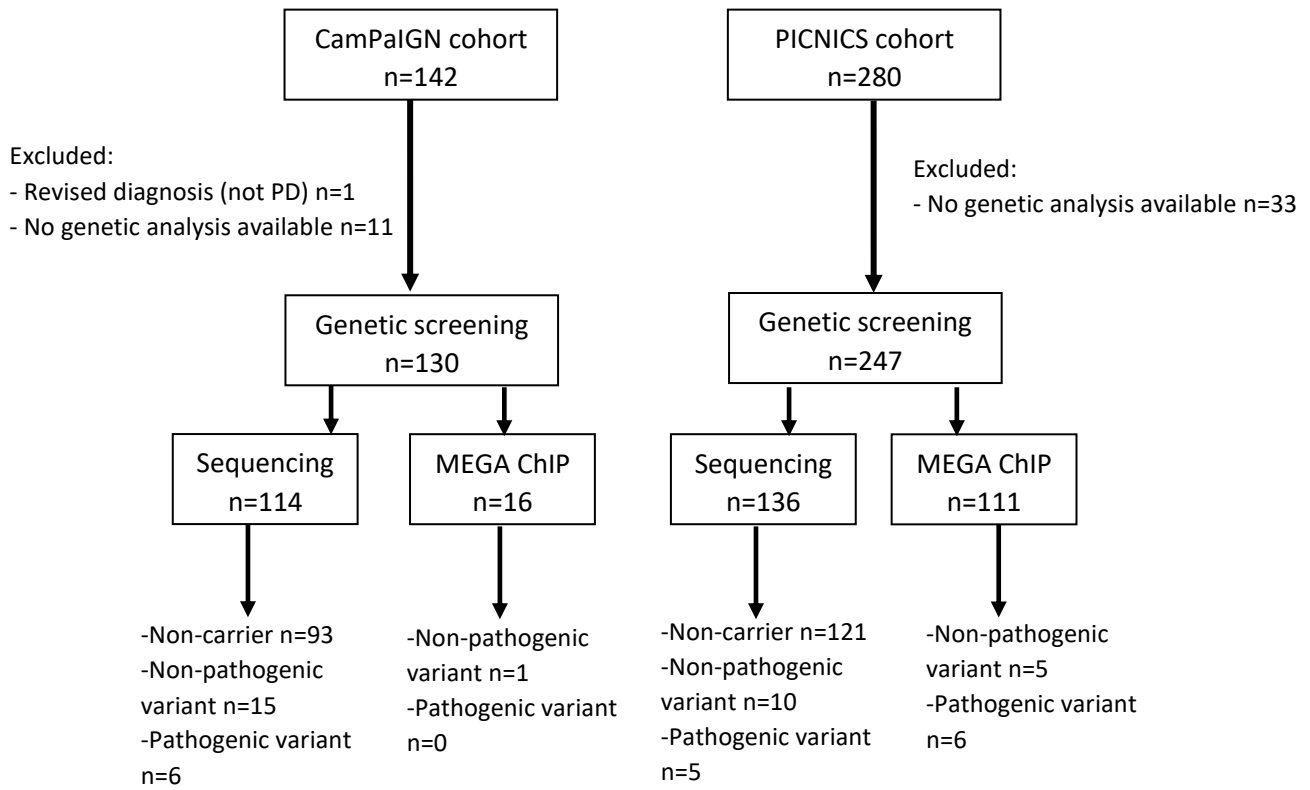 CamPaIGN cohort
n=142
PICNICS cohort
n=280
Excluded:
- Revised diagnosis (not PD) n=1
- No genetic analysis available n=11
Excluded:
- No genetic analysis available n=33
Genetic screening
n=130
Genetic screening
n=247
Sequencing
n=114
MEGA ChIP
n=16
Sequencing
n=136
MEGA ChIP
n=111
-Non-carrier n=93
-Non-pathogenic
variant n=15
-Pathogenic variant
n=6
-Non-pathogenic
variant n=1
-Pathogenic variant
n=0
-Non-carrier n=121
-Non-pathogenic
variant n=10
-Pathogenic variant
n=5
-Non-pathogenic
variant n=5
-Pathogenic variant
n=6